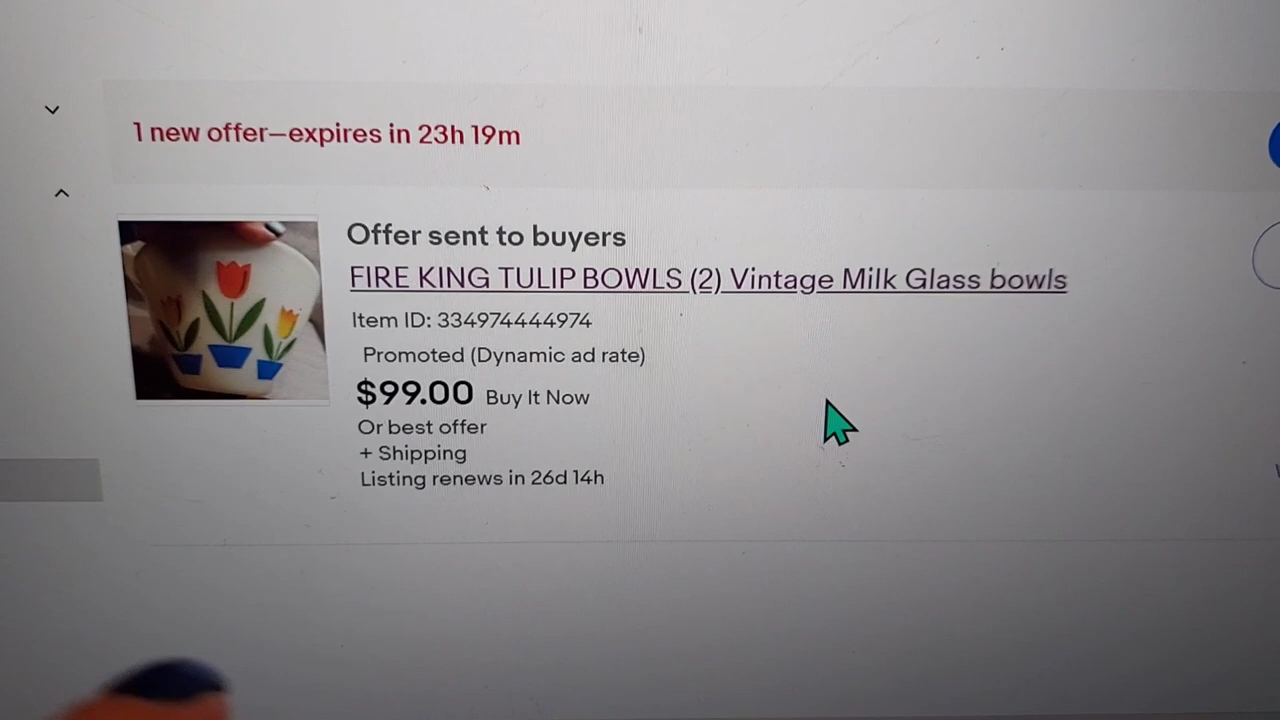 1 new offer–expires in 23h 19m
Offer sent to buyers
FIRE KING TULIP BOWLS (2) Vintage Milk Glass bowls
Item ID: 334974444974
Promoted (Dynamic ad rate)
$99.00 Buy It Now
Or best offer
+ Shipping
Listing renews in 26d 14h